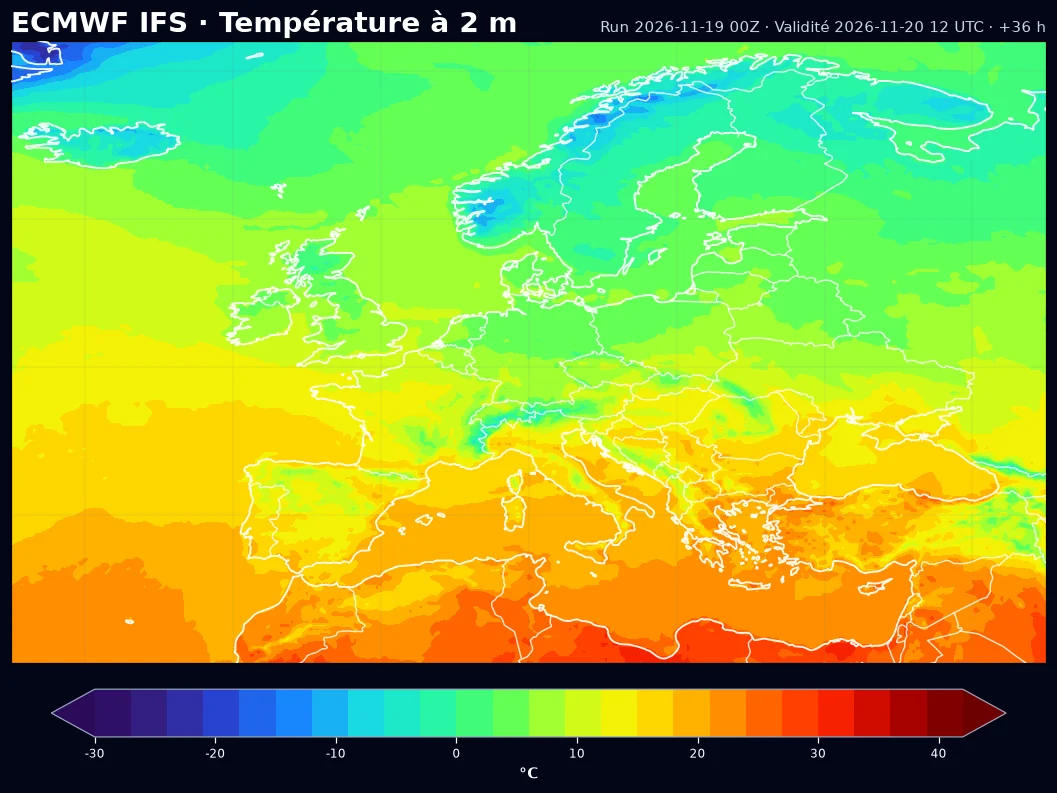 ECMWF IFS · Température à 2 m
Run 2026-11-19 00Z · Validité 2026-11-20 12 UTC · +36 h
-30 -20 -10 0 10 20 30 40
°C